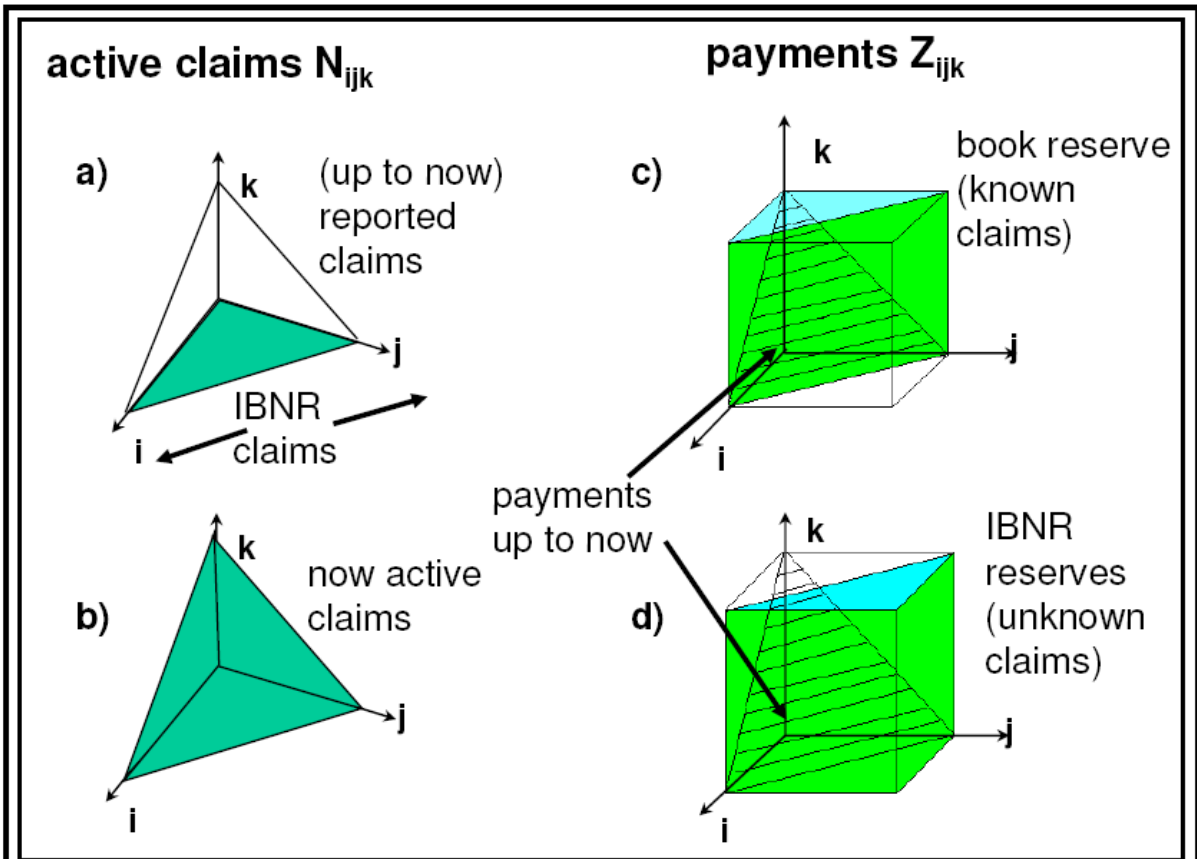 active claims Nijk
payments Zijk
a)
k
(up to now)
reported
claims
j
IBNR
claims
i
c)
k
book reserve
(known
claims)
j
i
payments
up to now
b)
k
now active
claims
j
i
d)
k
IBNR
reserves
(unknown
claims)
j
i